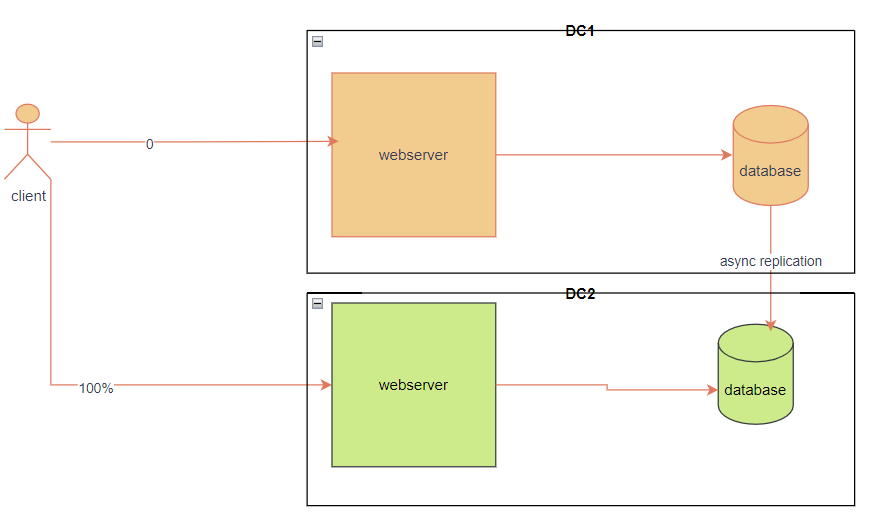 DC1
webserver
database
0
client
async replication
DC2
webserver
database
100%